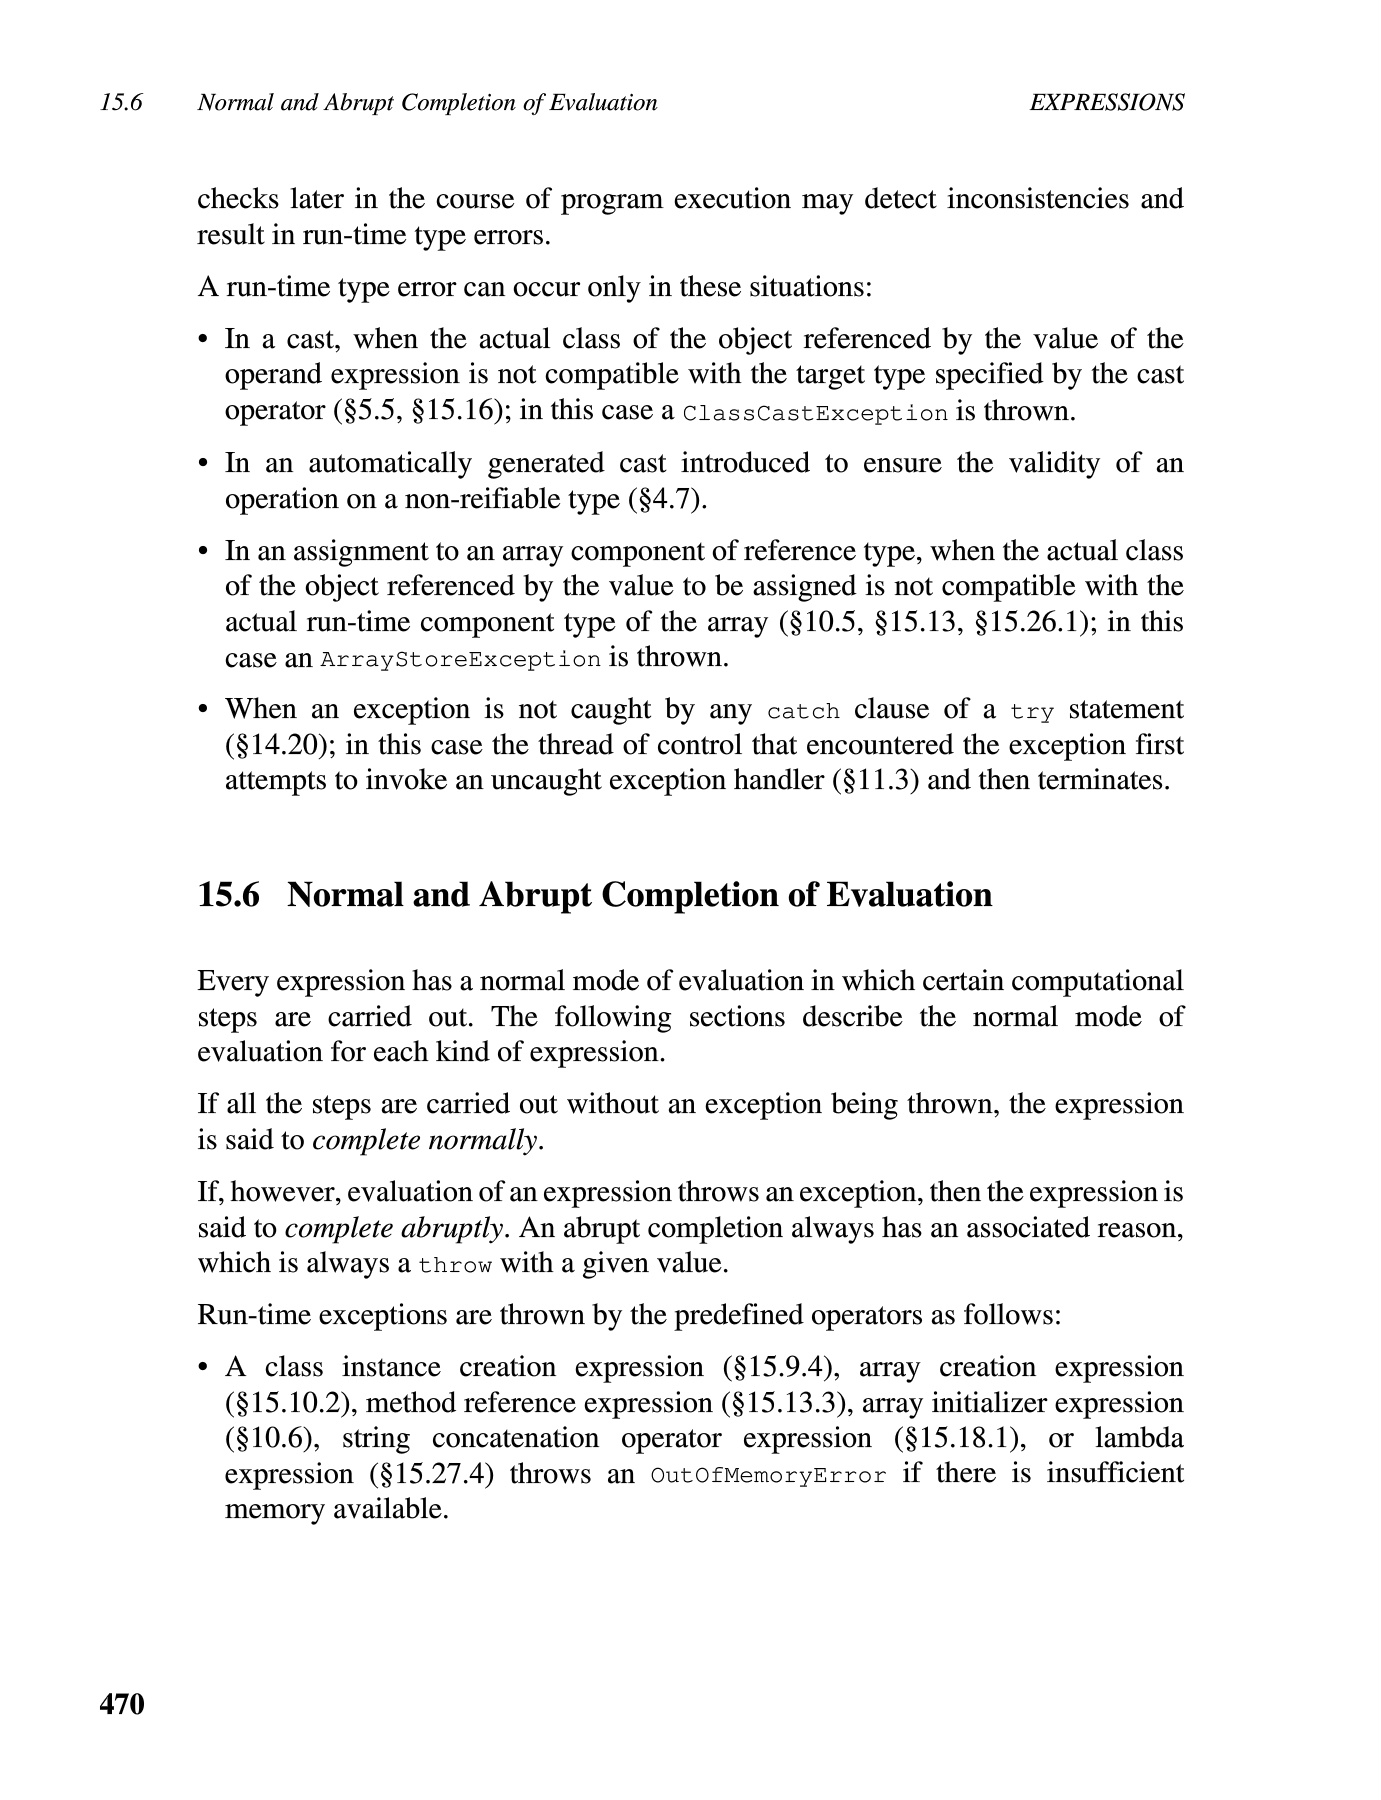 15.6 Normal and Abrupt Completion of Evaluation EXPRESSIONS
checks later in the course of program execution may detect inconsistencies and
result in run-time type errors.
A run-time type error can occur only in these situations:
• In a cast, when the actual class of the object referenced by the value of the
operand expression is not compatible with the target type specified by the cast
operator (§5.5, §15.16); in this case a ClassCastException is thrown.
• In an automatically generated cast introduced to ensure the validity of an
operation on a non-reifiable type (§4.7).
• In an assignment to an array component of reference type, when the actual class
of the object referenced by the value to be assigned is not compatible with the
actual run-time component type of the array (§10.5, §15.13, §15.26.1); in this
case an ArrayStoreException is thrown.
• When an exception is not caught by any catch clause of a try statement
(§14.20); in this case the thread of control that encountered the exception first
attempts to invoke an uncaught exception handler (§11.3) and then terminates.
15.6 Normal and Abrupt Completion of Evaluation
Every expression has a normal mode of evaluation in which certain computational
steps are carried out. The following sections describe the normal mode of
evaluation for each kind of expression.
If all the steps are carried out without an exception being thrown, the expression
is said to complete normally.
If, however, evaluation of an expression throws an exception, then the expression is
said to complete abruptly. An abrupt completion always has an associated reason,
which is always a throw with a given value.
Run-time exceptions are thrown by the predefined operators as follows:
• A class instance creation expression (§15.9.4), array creation expression
(§15.10.2), method reference expression (§15.13.3), array initializer expression
(§10.6), string concatenation operator expression (§15.18.1), or lambda
expression (§15.27.4) throws an OutOfMemoryError if there is insufficient
memory available.
470